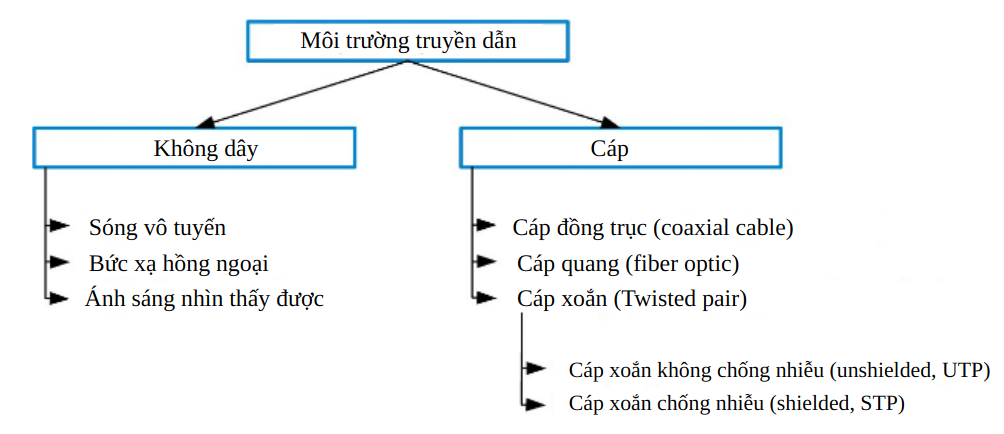 Môi trường truyền dẫn
Không dây
Cáp
Sóng vô tuyến
Bức xạ hồng ngoại
Ánh sáng nhìn thấy được
Cáp đồng trục (coaxial cable)
Cáp quang (fiber optic)
Cáp xoắn (Twisted pair)
Cáp xoắn không chống nhiễu (unshielded, UTP)
Cáp xoắn chống nhiễu (shielded, STP)